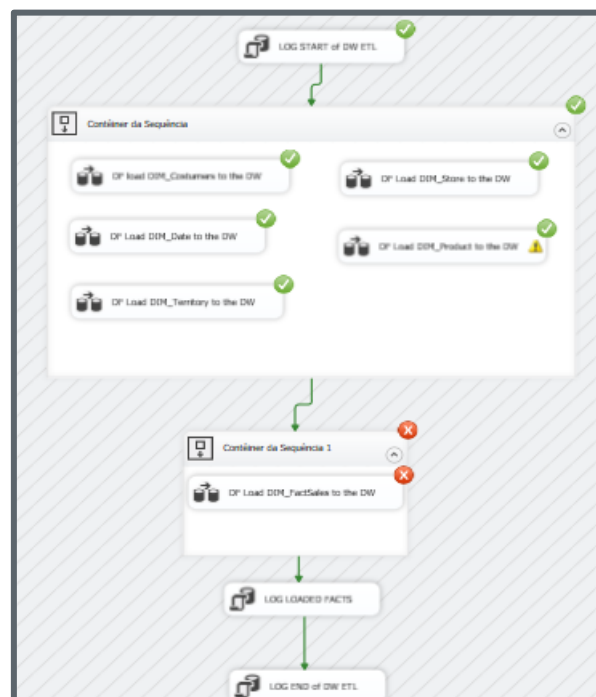 LOG START of DW ETL
Contêiner da Sequência
DF load DIM_Costumers to the DW
DF Load DIM_Store to the DW
DF Load DIM_Date to the DW
DF Load DIM_Product to the DW
DF Load DIM_Territory to the DW
Contêiner da Sequência 1
DF Load DIM_FactSales to the DW
LOG LOADED FACTS
LOG END of DW ETL